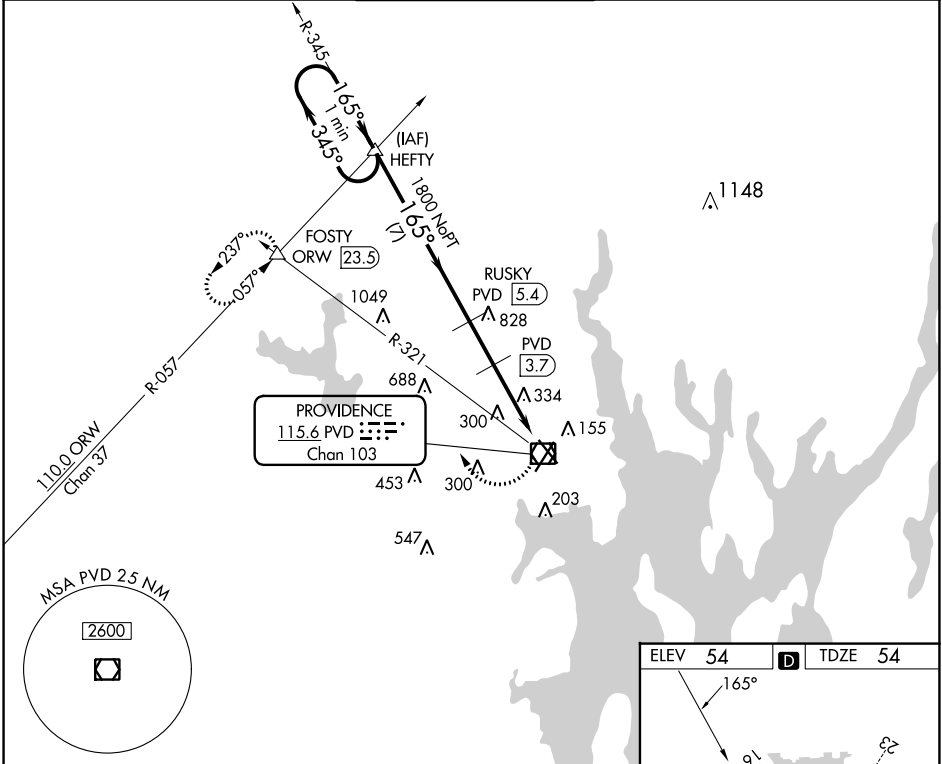 R-345
165°
1 min
345°
(IAF)
HEFTY
1800 NoPT
165°
(7)
1148
FOSTY
ORW 23.5
237°
057°
RUSKY
PVD 5.4
1049
828
R-321
PVD
3.7
R-057
688
334
PROVIDENCE
115.6 PVD
Chan 103
300
155
110.0 ORW
Chan 37
453
300
203
547
MSA PVD 25 NM
2600
ELEV 54
D
TDZE 54
165°
16
23